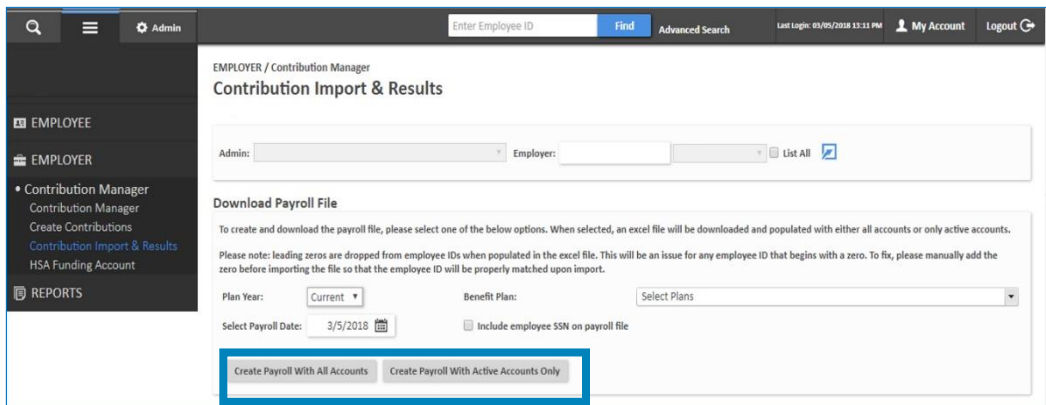 Admin
Enter Employee ID
Find
Advanced Search
Last Login: 03/05/2018 13:11 PM
My Account
Logout
EMPLOYEE
EMPLOYER
• Contribution Manager
Contribution Manager
Create Contributions
Contribution Import & Results
HSA Funding Account
REPORTS
EMPLOYER / Contribution Manager
Contribution Import & Results
Admin:
Employer:
List All
Download Payroll File
To create and download the payroll file, please select one of the below options. When selected, an excel file will be downloaded and populated with either all accounts or only active accounts.
Please note: leading zeros are dropped from employee IDs when populated in the excel file. This will be an issue for any employee ID that begins with a zero. To fix, please manually add the
zero before importing the file so that the employee ID will be properly matched upon import.
Plan Year: Current
Benefit Plan: Select Plans
Select Payroll Date: 3/5/2018
Include employee SSN on payroll file
Create Payroll With All Accounts
Create Payroll With Active Accounts Only